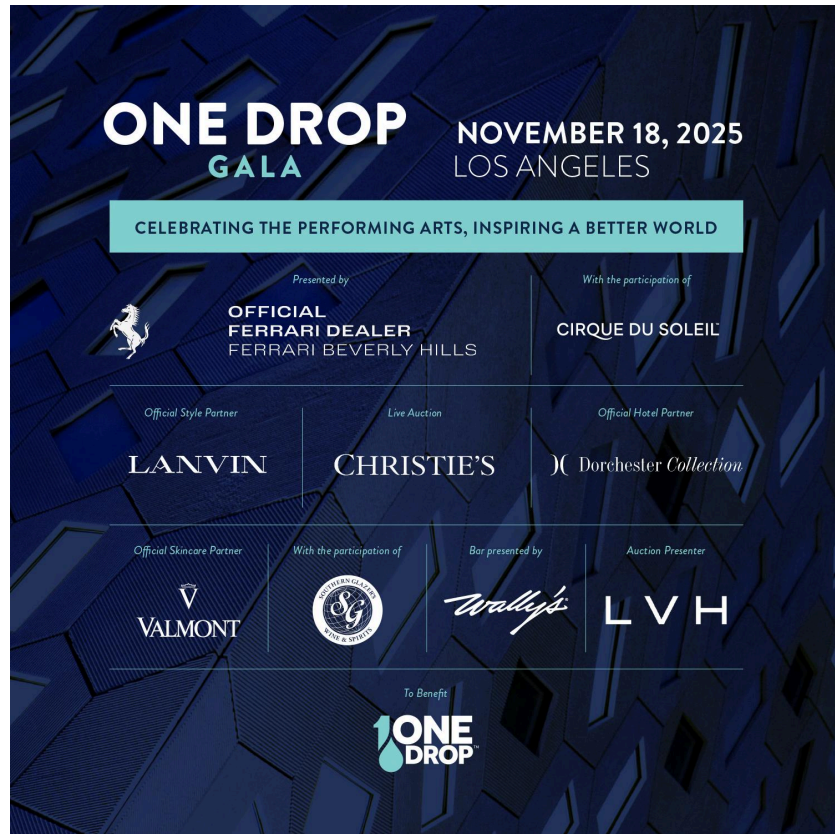 ONE DROP
GALA
NOVEMBER 18, 2025
LOS ANGELES
CELEBRATING THE PERFORMING ARTS, INSPIRING A BETTER WORLD
Presented by
OFFICIAL
FERRARI DEALER
FERRARI BEVERLY HILLS
With the participation of
CIRQUE DU SOLEIL
Official Style Partner
LANVIN
Live Auction
CHRISTIE'S
Official Hotel Partner
Dorchester Collection
Official Skincare Partner
V
VALMONT
With the participation of
SOUTHERN GLAZER'S
SG
WINE & SPIRITS
Bar presented by
Wally's
Auction Presenter
LVH
To Benefit
1 ONE
DROP™